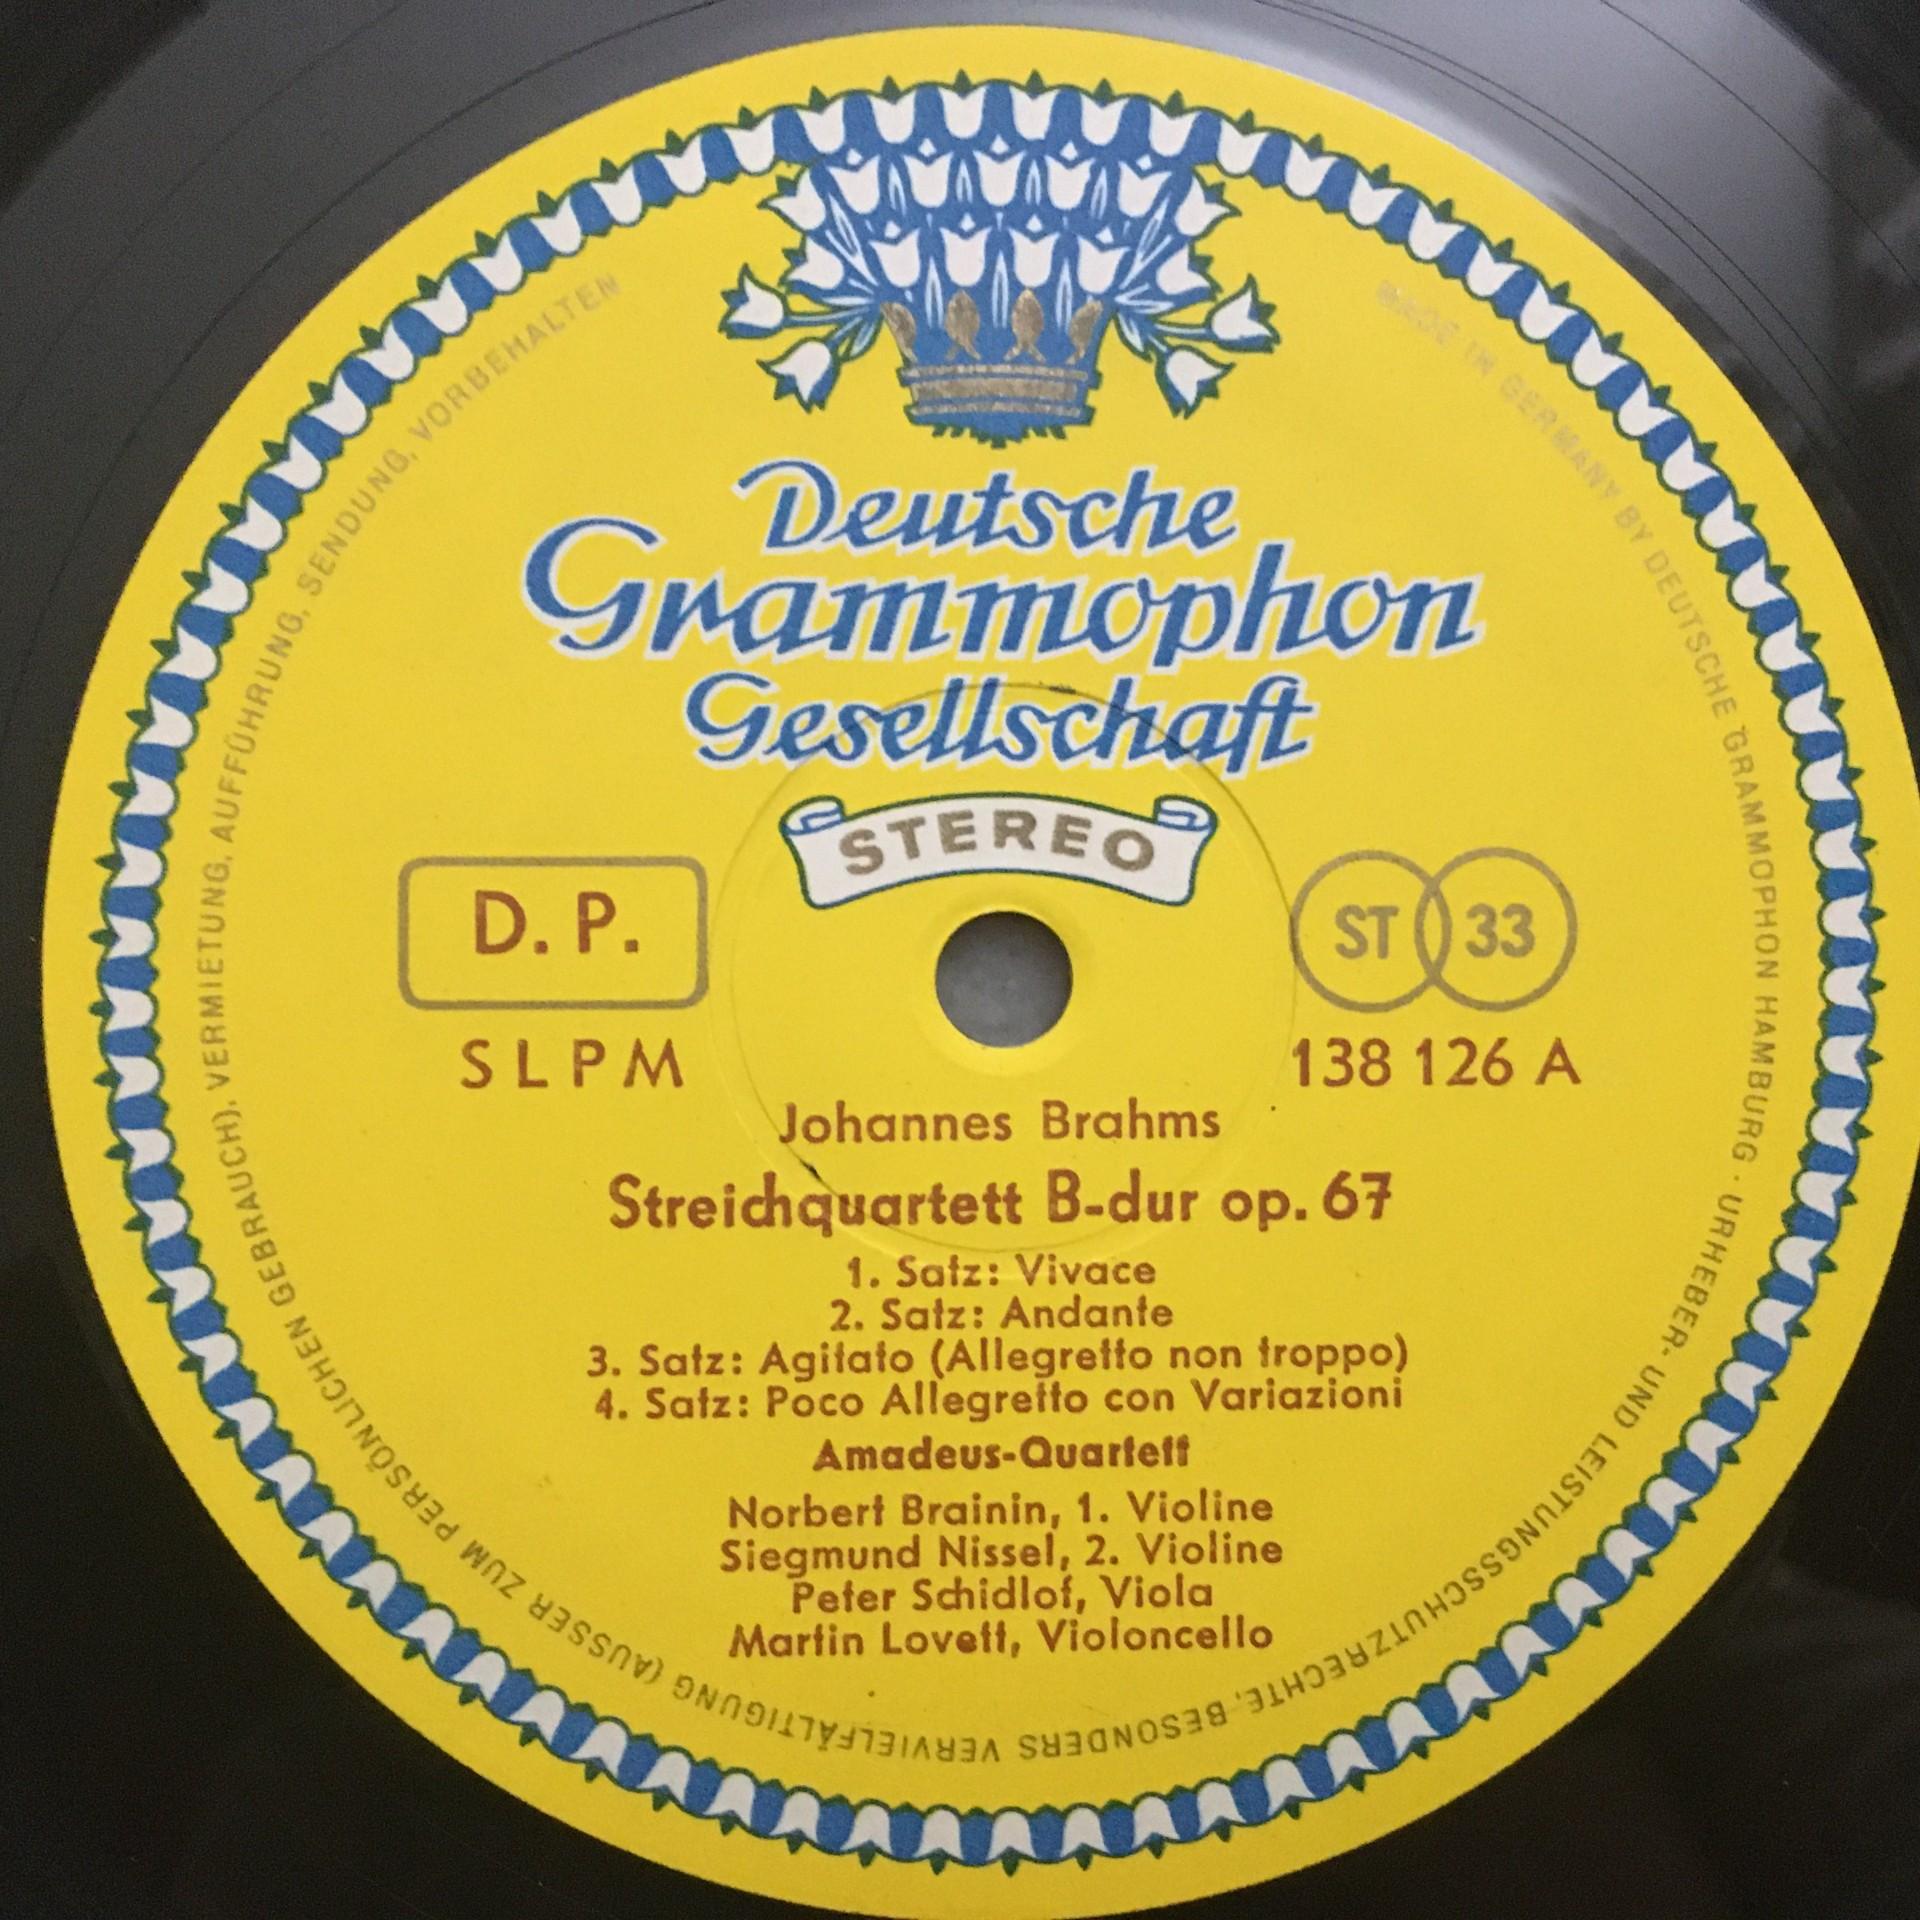 Deutsche
Grammophon
Gesellschaft
STEREO
D. P.
ST 33
SLPM
138 126 A
Johannes Brahms
Streichquartett B-dur op. 67
1. Satz: Vivace
2. Satz: Andante
3. Satz: Agitato (Allegretto non troppo)
4. Satz: Poco Allegretto con Variazioni
Amadeus-Quartett
Norbert Brainin, 1. Violine
Siegmund Nissel, 2. Violine
Peter Schidlof, Viola
Martin Lovett, Violoncello
MADE IN GERMANY BY DEUTSCHE GRAMMOPHON HAMBURG · URHEBER- UND LEISTUNGSSCHUTZRECHTE, BESONDERS VERVIELFÄLTIGUNG (AUSSER ZUM PERSÖNLICHEN GEBRAUCH), VERMIETUNG, AUFFÜHRUNG, SENDUNG, VORBEHALTEN